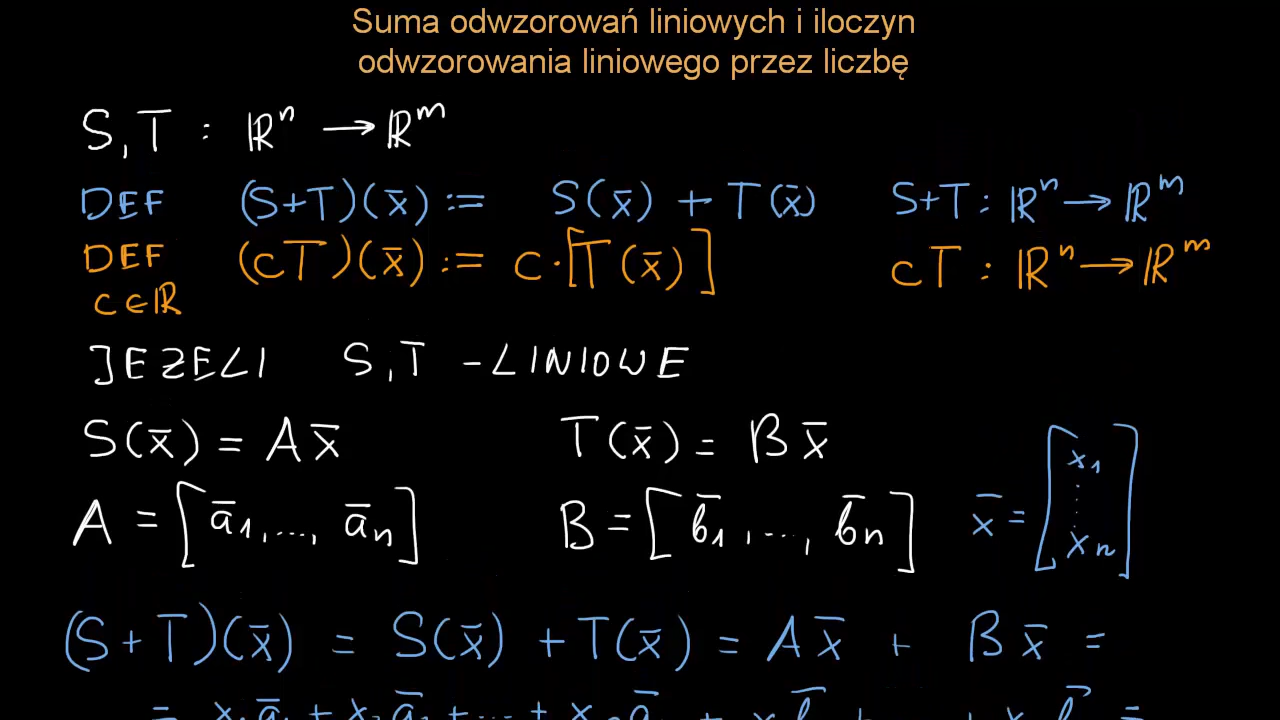 Suma odwzorowań liniowych i iloczyn
odwzorowania liniowego przez liczbę
S,T : ℝⁿ → ℝᵐ
DEF (S+T)(x̄) := S(x̄) + T(x̄) S+T : ℝⁿ → ℝᵐ
DEF (cT)(x̄) := c·[T(x̄)] cT : ℝⁿ → ℝᵐ
c∈ℝ
JEŻELI S,T - LINIOWE
S(x̄) = Ax̄ T(x̄) = Bx̄
A = [ā₁,..., āₙ] B = [b̄₁,..., b̄ₙ] x̄ = [x₁ ⋮ xₙ]
(S+T)(x̄) = S(x̄) + T(x̄) = Ax̄ + Bx̄ =